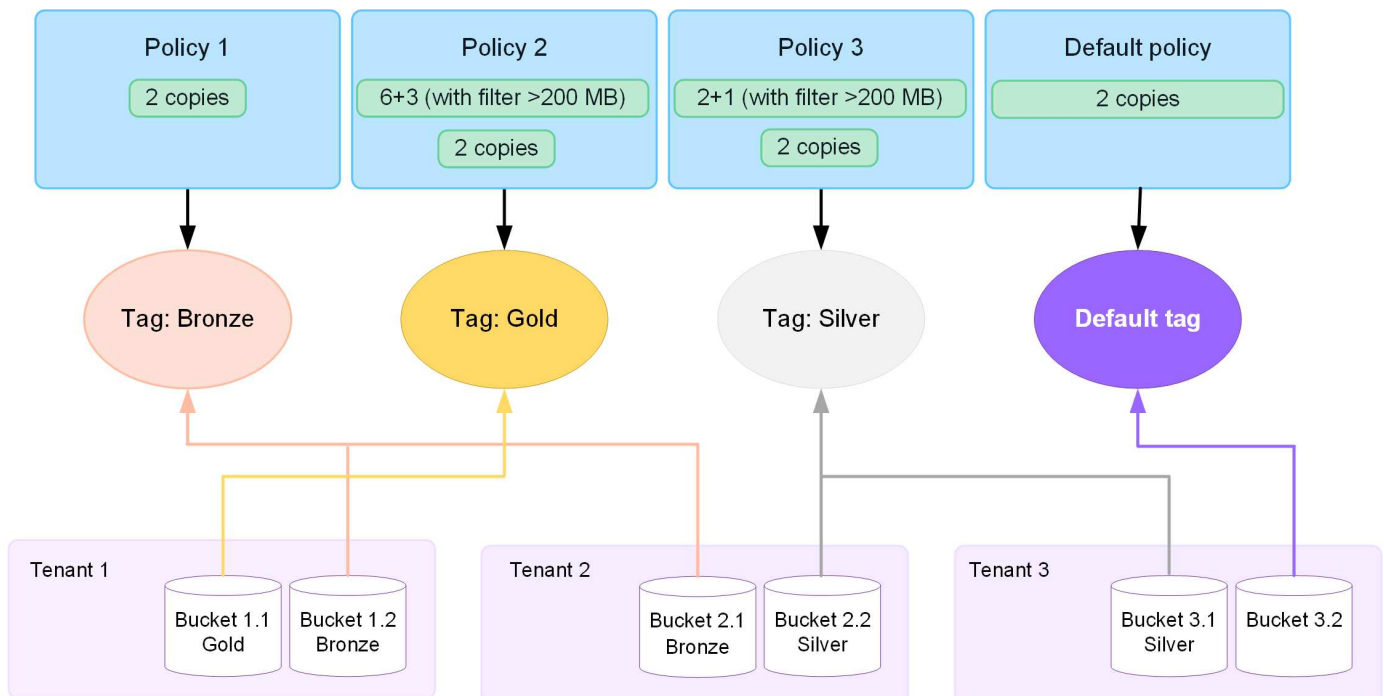 Policy 1
2 copies
Policy 2
6+3 (with filter >200 MB)
2 copies
Policy 3
2+1 (with filter >200 MB)
2 copies
Default policy
2 copies
Tag: Bronze
Tag: Gold
Tag: Silver
Default tag
Tenant 1
Bucket 1.1
Gold
Bucket 1.2
Bronze
Tenant 2
Bucket 2.1
Bronze
Bucket 2.2
Silver
Tenant 3
Bucket 3.1
Silver
Bucket 3.2